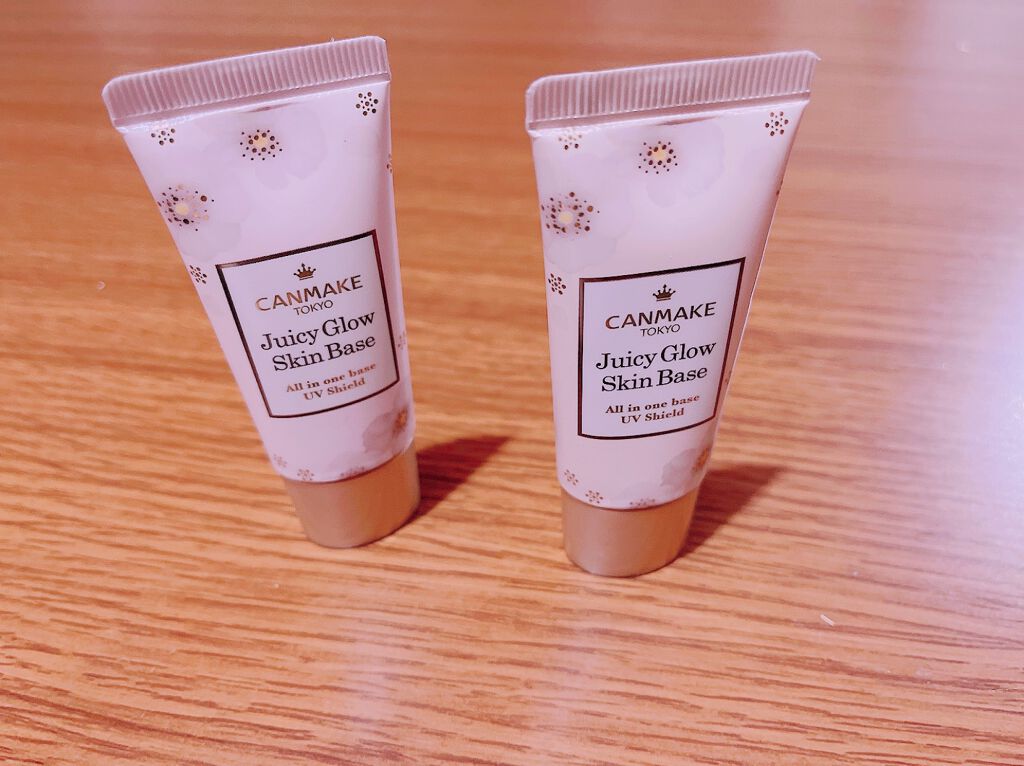 CANMAKE
TOKYO
Juicy Glow
Skin Base
All in one base
UV Shield
CANMAKE
TOKYO
Juicy Glow
Skin Base
All in one base
UV Shield